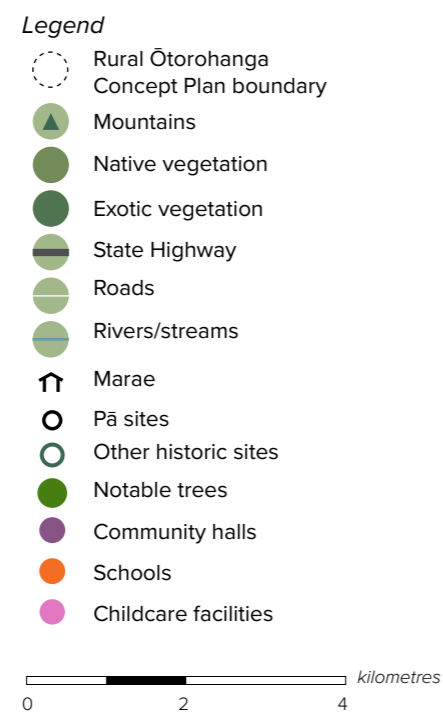 Legend
Rural Ōtorohanga
Concept Plan boundary
Mountains
Native vegetation
Exotic vegetation
State Highway
Roads
Rivers/streams
Marae
Pā sites
Other historic sites
Notable trees
Community halls
Schools
Childcare facilities
kilometres
0 2 4